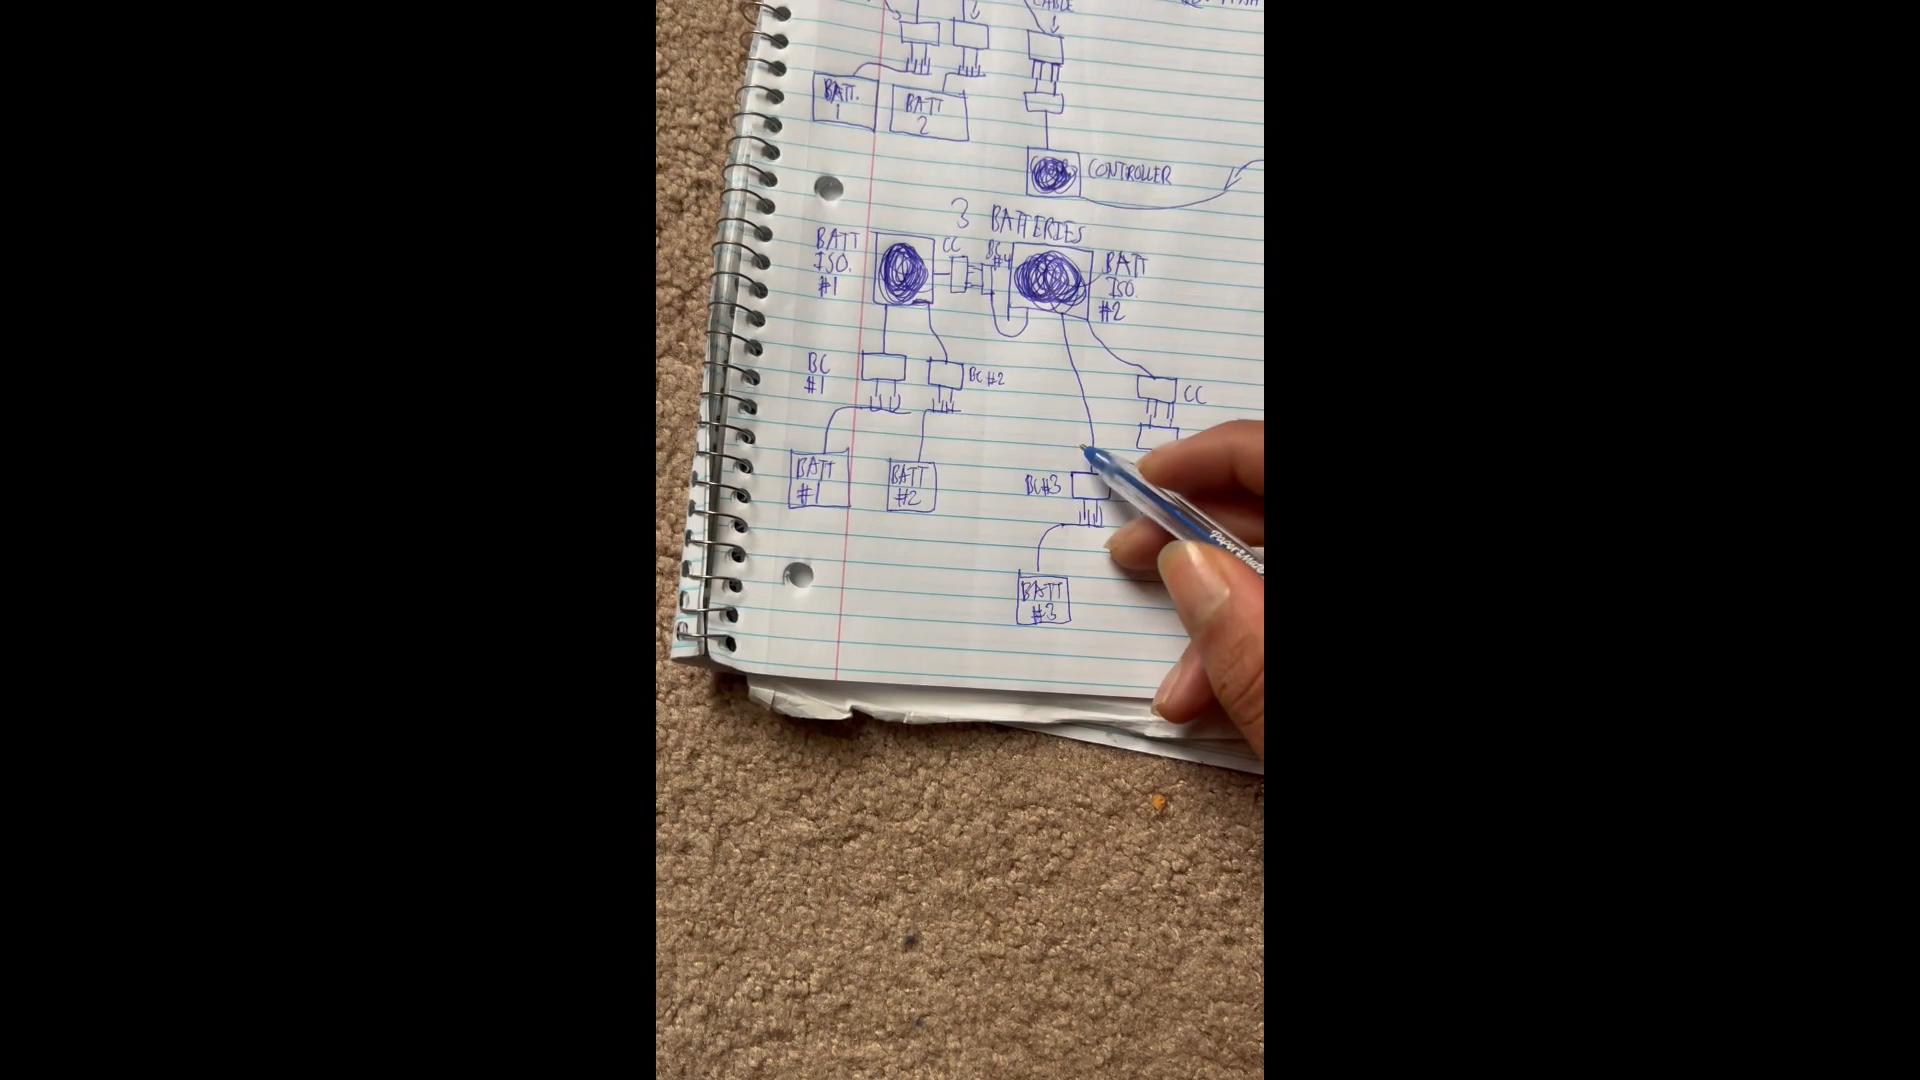 CABLE
BATT.
1
BATT
2
CONTROLLER
3 BATTERIES
BATT
ISO.
#1
CC
BC
#4
BATT
ISO.
#2
BC
#1
BC #2
CC
BATT
#1
BATT
#2
BC#3
BATT
#3
PaperMate